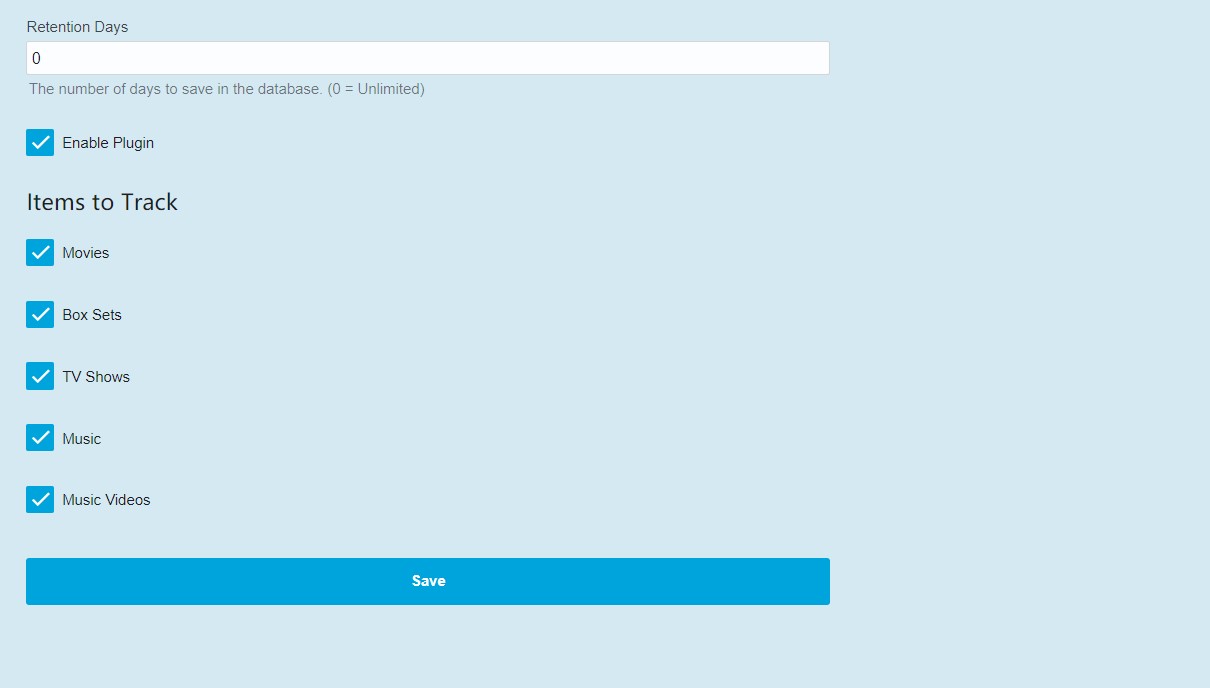 Retention Days
0
The number of days to save in the database. (0 = Unlimited)
Enable Plugin
Items to Track
Movies
Box Sets
TV Shows
Music
Music Videos
Save